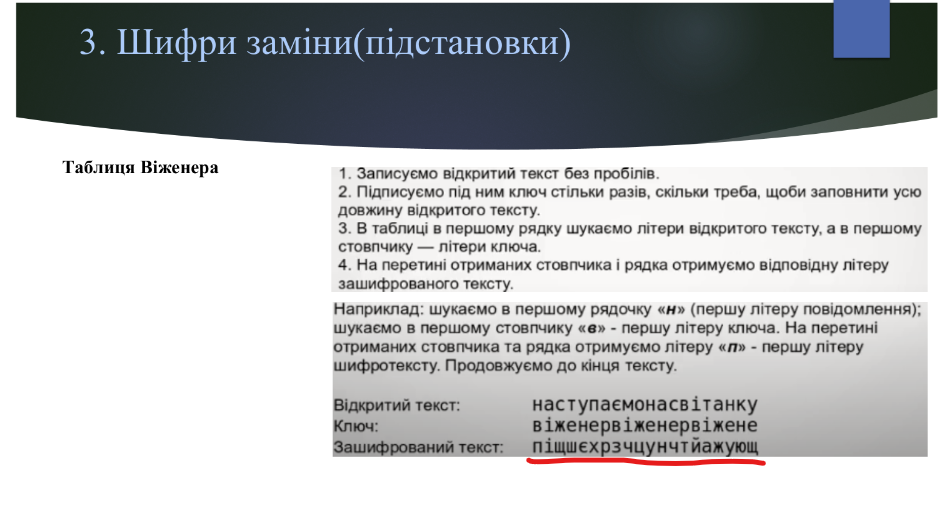 3. Шифри заміни(підстановки)
Таблиця Віженера
1. Записуємо відкритий текст без пробілів.
2. Підписуємо під ним ключ стільки разів, скільки треба, щоби заповнити усю
довжину відкритого тексту.
3. В таблиці в першому рядку шукаємо літери відкритого тексту, а в першому
стовпчику — літери ключа.
4. На перетині отриманих стовпчика і рядка отримуємо відповідну літеру
зашифрованого тексту.
Наприклад: шукаємо в першому рядочку «н» (першу літеру повідомлення);
шукаємо в першому стовпчику «в» - першу літеру ключа. На перетині
отриманих стовпчика та рядка отримуємо літеру «п» - першу літеру
шифротексту. Продовжуємо до кінця тексту.
Відкритий текст: наступаємонасвітанку
Ключ: віженервіженервіжене
Зашифрований текст: піщшєхрзчцунчтйажующ